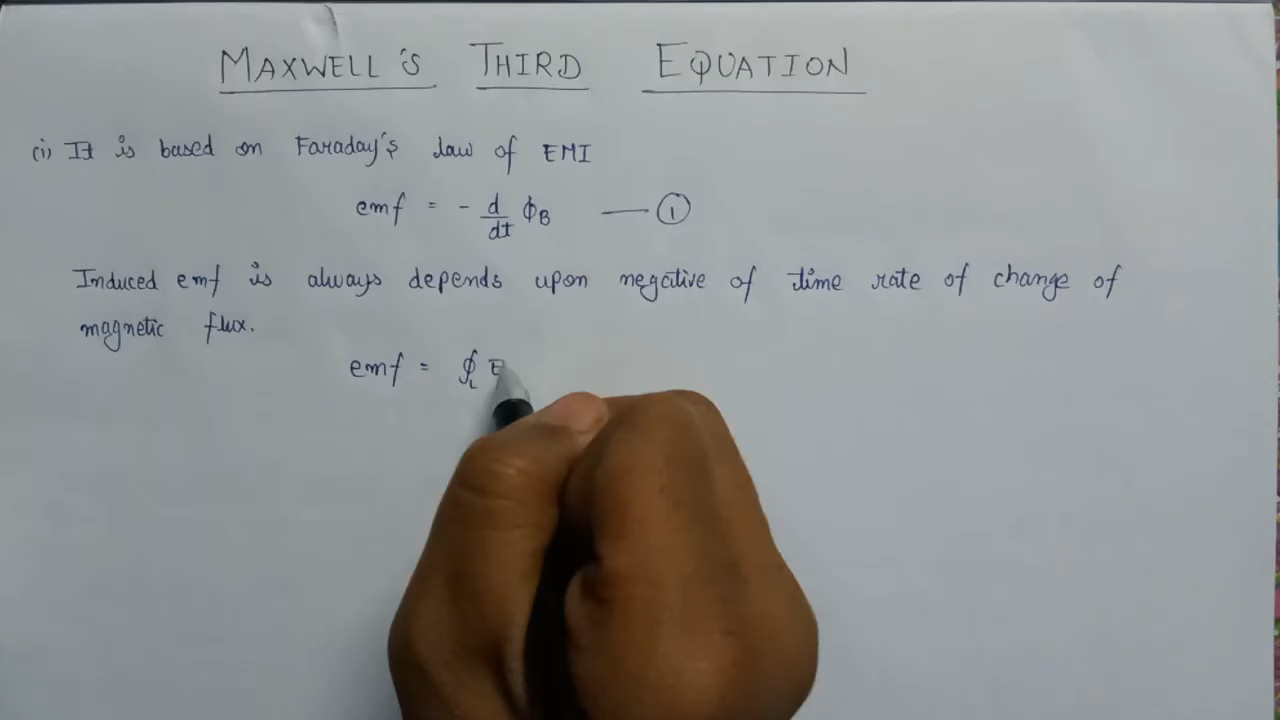 MAXWELL'S THIRD EQUATION
(i) It is based on Faraday's law of EMI
emf = - d/dt ϕB —— ①
Induced emf is always depends upon negative of time rate of change of
magnetic flux.
emf = ∮L E